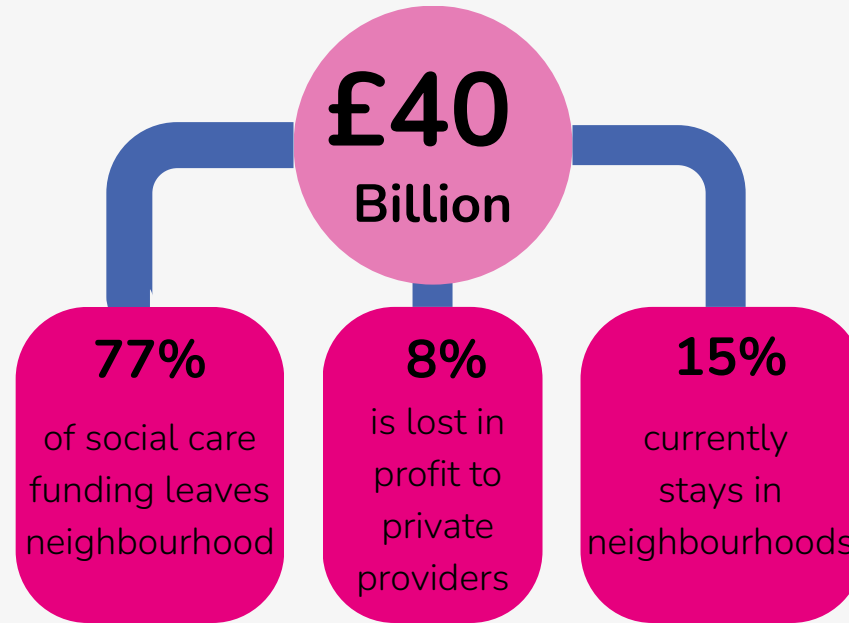 £40
Billion
77%
of social care
funding leaves
neighbourhood
8%
is lost in
profit to
private
providers
15%
currently
stays in
neighbourhoods